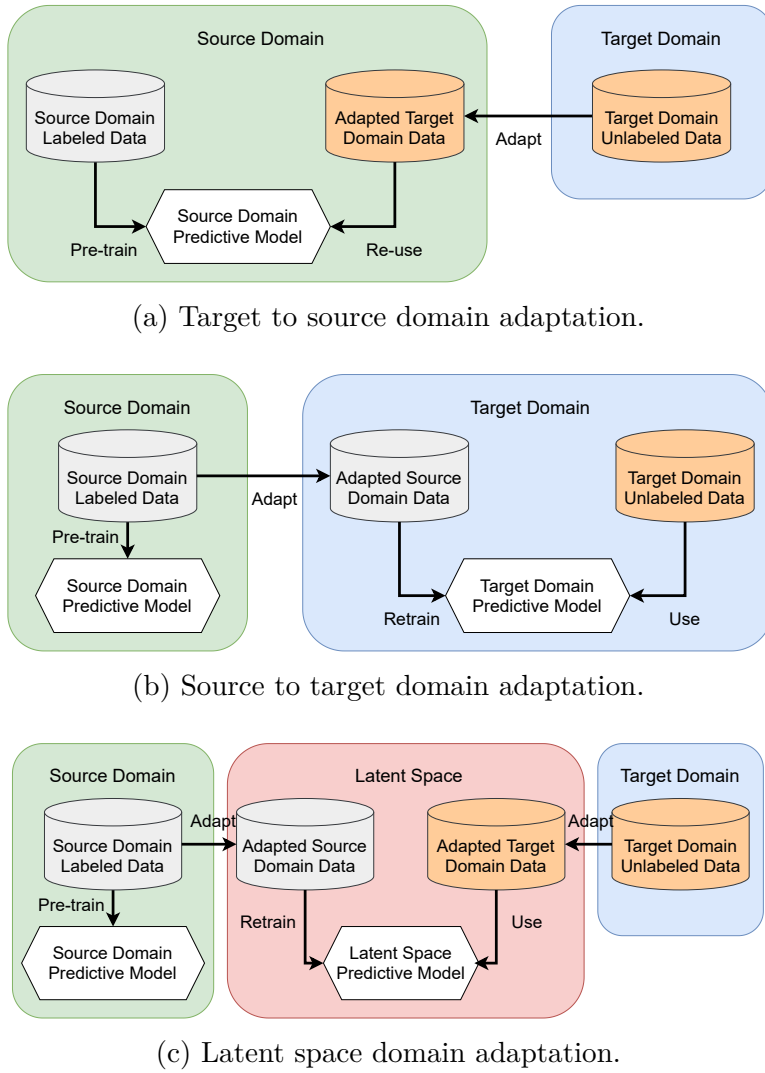 Source Domain
Target Domain
Source Domain
Labeled Data
Adapted Target
Domain Data
Target Domain
Unlabeled Data
Adapt
Source Domain
Predictive Model
Pre-train
Re-use
(a) Target to source domain adaptation.
Source Domain
Target Domain
Source Domain
Labeled Data
Adapt
Adapted Source
Domain Data
Target Domain
Unlabeled Data
Pre-train
Source Domain
Predictive Model
Target Domain
Predictive Model
Retrain
Use
(b) Source to target domain adaptation.
Source Domain
Latent Space
Target Domain
Source Domain
Labeled Data
Adapt
Adapted Source
Domain Data
Adapted Target
Domain Data
Adapt
Target Domain
Unlabeled Data
Pre-train
Retrain
Use
Source Domain
Predictive Model
Latent Space
Predictive Model
(c) Latent space domain adaptation.